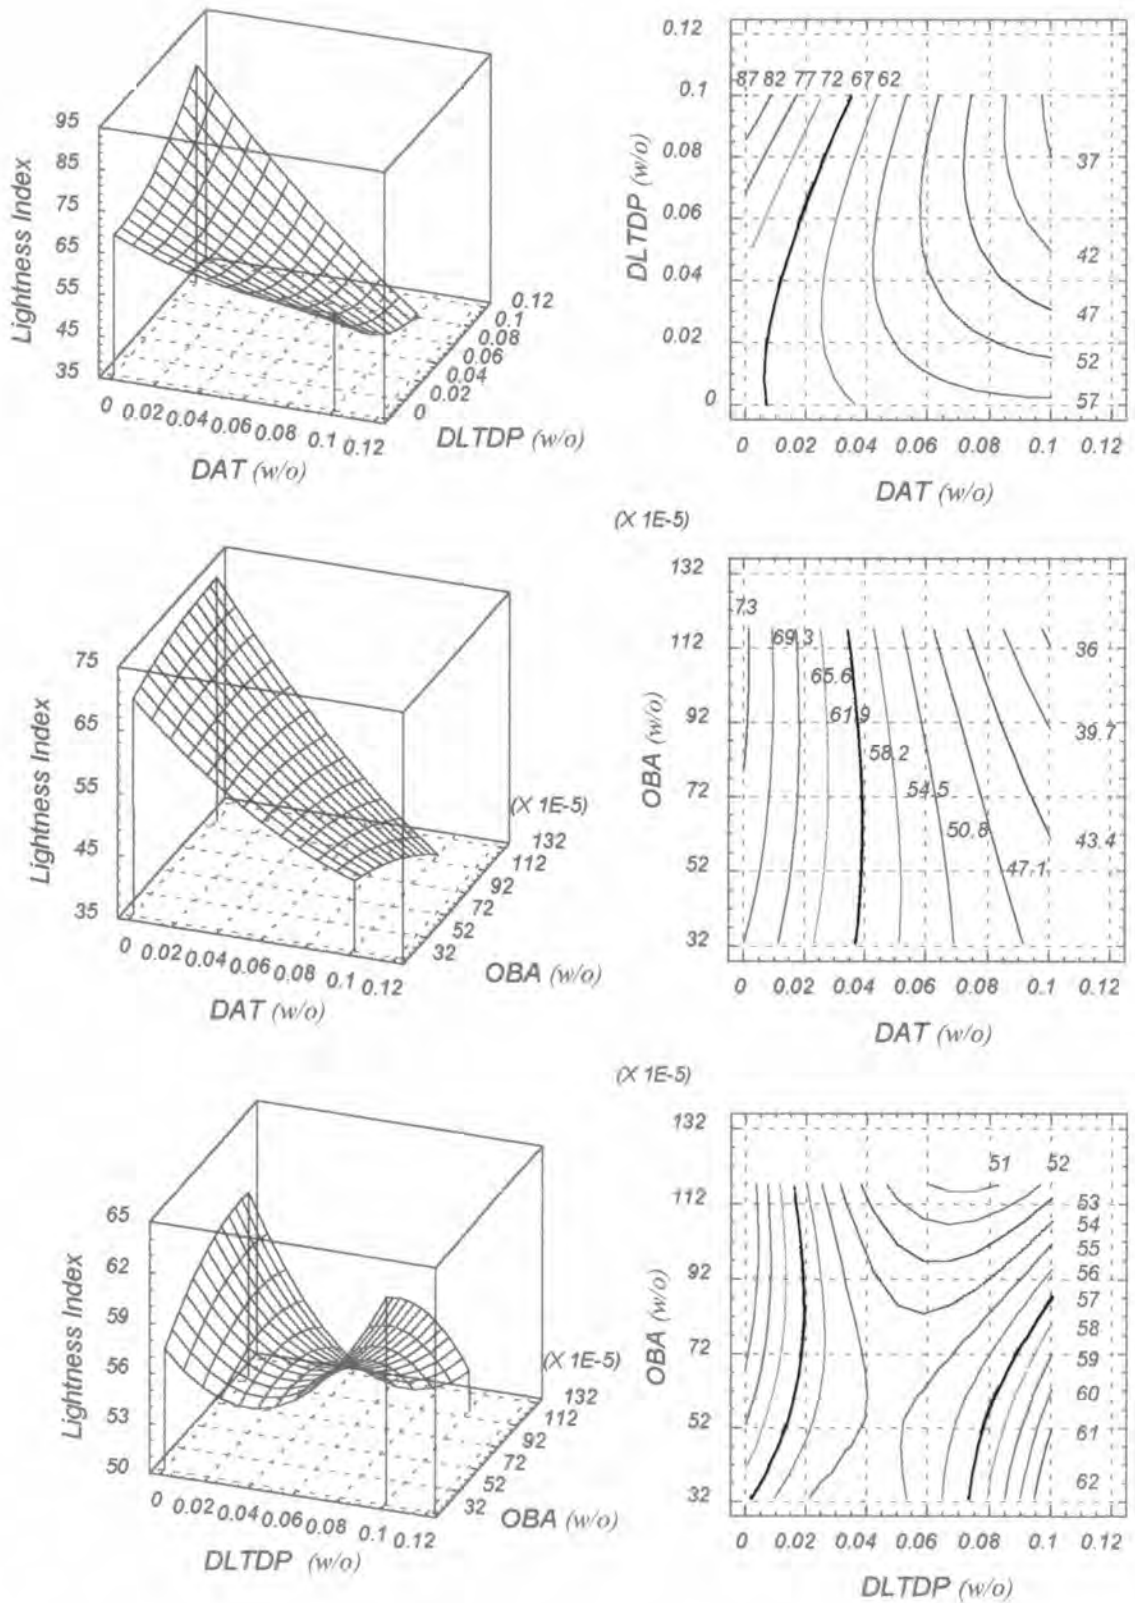 95
85
75
65
55
45
35
Lightness Index
0 0.02 0.04 0.06 0.08 0.1 0.12
DAT (w/o)
0 0.02 0.04 0.06 0.08 0.1 0.12
DLTDP (w/o)
0.12
0.1
0.08
0.06
0.04
0.02
0
DLTDP (w/o)
87 82 77 72 67 62
37
42
47
52
57
0 0.02 0.04 0.06 0.08 0.1 0.12
DAT (w/o)
75
65
55
45
35
Lightness Index
0 0.02 0.04 0.06 0.08 0.1 0.12
DAT (w/o)
(X 1E-5)
132
112
92
72
52
32
OBA (w/o)
(X 1E-5)
132
112
92
72
52
32
OBA (w/o)
73
69.3
65.6
61.9
58.2
54.5
50.8
47.1
36
39.7
43.4
0 0.02 0.04 0.06 0.08 0.1 0.12
DAT (w/o)
65
62
59
56
53
50
Lightness Index
0 0.02 0.04 0.06 0.08 0.1 0.12
DLTDP (w/o)
(X 1E-5)
132
112
92
72
52
32
OBA (w/o)
(X 1E-5)
132
112
92
72
52
32
OBA (w/o)
51 52
53
54
55
56
57
58
59
60
61
62
0 0.02 0.04 0.06 0.08 0.1 0.12
DLTDP (w/o)